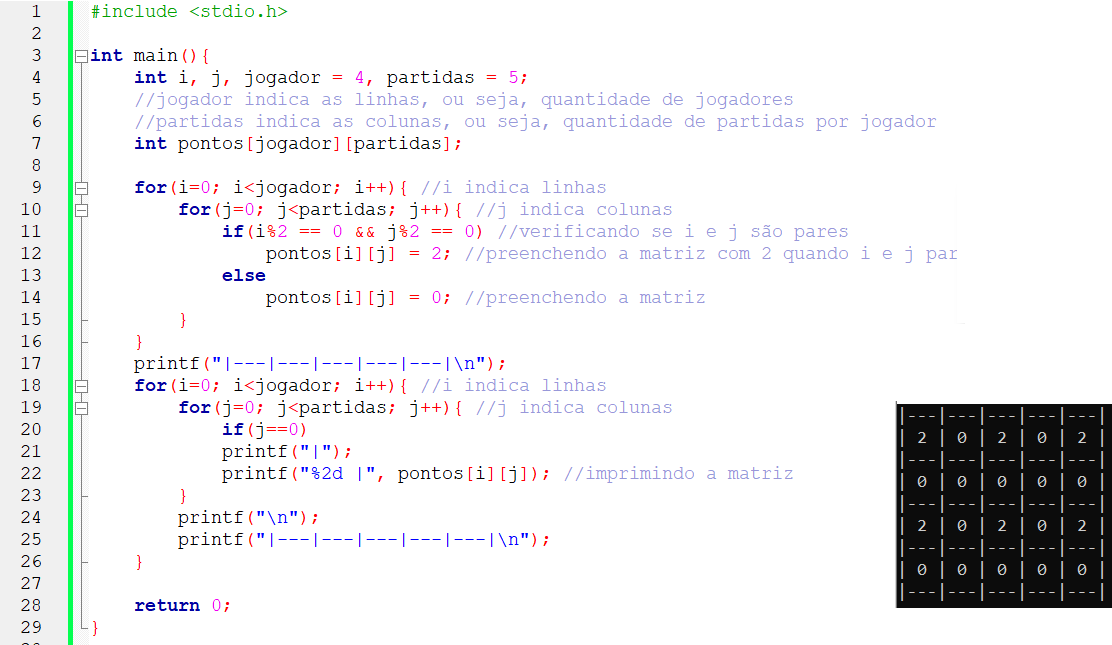 1 #include <stdio.h>
2
3 int main(){
4 int i, j, jogador = 4, partidas = 5;
5 //jogador indica as linhas, ou seja, quantidade de jogadores
6 //partidas indica as colunas, ou seja, quantidade de partidas por jogador
7 int pontos[jogador][partidas];
8
9 for(i=0; i<jogador; i++){ //i indica linhas
10 for(j=0; j<partidas; j++){ //j indica colunas
11 if(i%2 == 0 && j%2 == 0) //verificando se i e j são pares
12 pontos[i][j] = 2; //preenchendo a matriz com 2 quando i e j par
13 else
14 pontos[i][j] = 0; //preenchendo a matriz
15 }
16 }
17 printf("|---|---|---|---|---|\n");
18 for(i=0; i<jogador; i++){ //i indica linhas
19 for(j=0; j<partidas; j++){ //j indica colunas
20 if(j==0)
21 printf("|");
22 printf("%2d |", pontos[i][j]); //imprimindo a matriz
23 }
24 printf("\n");
25 printf("|---|---|---|---|---|\n");
26 }
27
28 return 0;
29 }
|---|---|---|---|---|
| 2 | 0 | 2 | 0 | 2 |
|---|---|---|---|---|
| 0 | 0 | 0 | 0 | 0 |
|---|---|---|---|---|
| 2 | 0 | 2 | 0 | 2 |
|---|---|---|---|---|
| 0 | 0 | 0 | 0 | 0 |
|---|---|---|---|---|